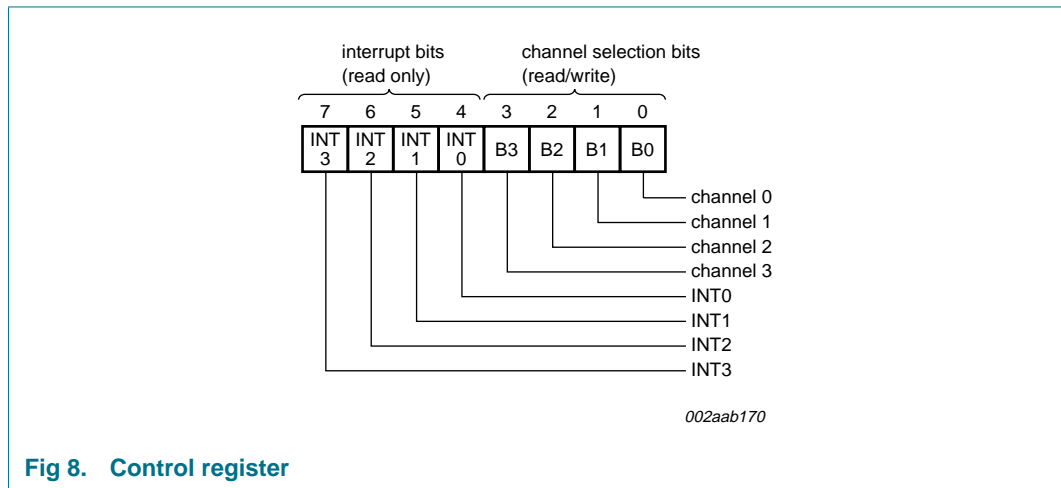 interrupt bits
(read only)
channel selection bits
(read/write)
7 6 5 4 3 2 1 0
INT 3 INT 2 INT 1 INT 0 B3 B2 B1 B0
channel 0
channel 1
channel 2
channel 3
INT0
INT1
INT2
INT3
002aab170
Fig 8. Control register